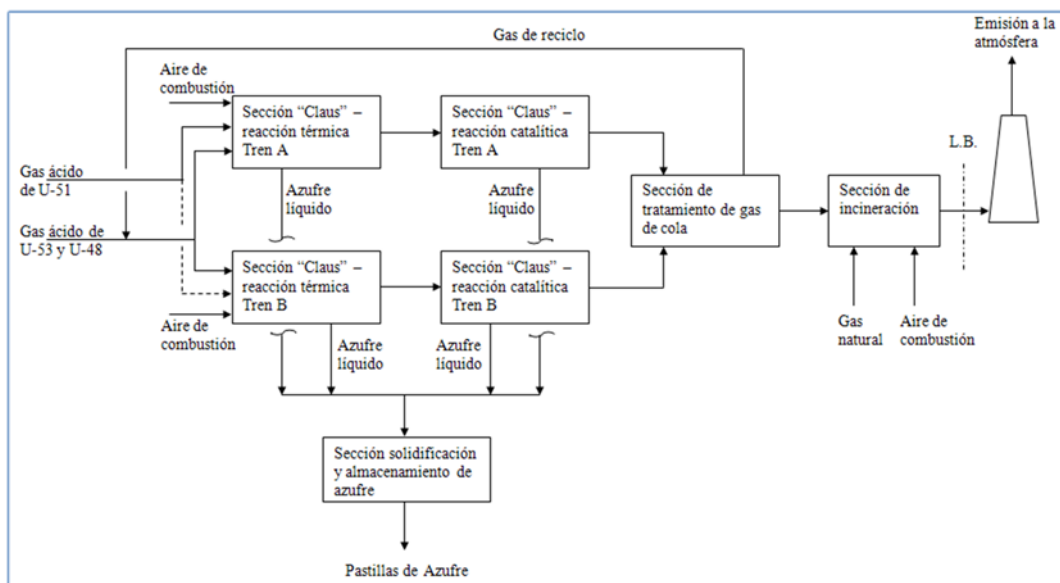 Emisión a la
atmósfera
Gas de reciclo
Aire de
combustión
Sección “Claus” –
reacción térmica
Tren A
Sección “Claus” –
reacción catalítica
Tren A
L.B.
Gas ácido
de U-51
Azufre
líquido
Azufre
líquido
Sección de
tratamiento de gas
de cola
Sección de
incineración
Gas ácido de
U-53 y U-48
Sección “Claus” –
reacción térmica
Tren B
Sección “Claus” –
reacción catalítica
Tren B
Aire de
combustión
Azufre
líquido
Azufre
líquido
Gas
natural
Aire de
combustión
Sección solidificación
y almacenamiento de
azufre
Pastillas de Azufre